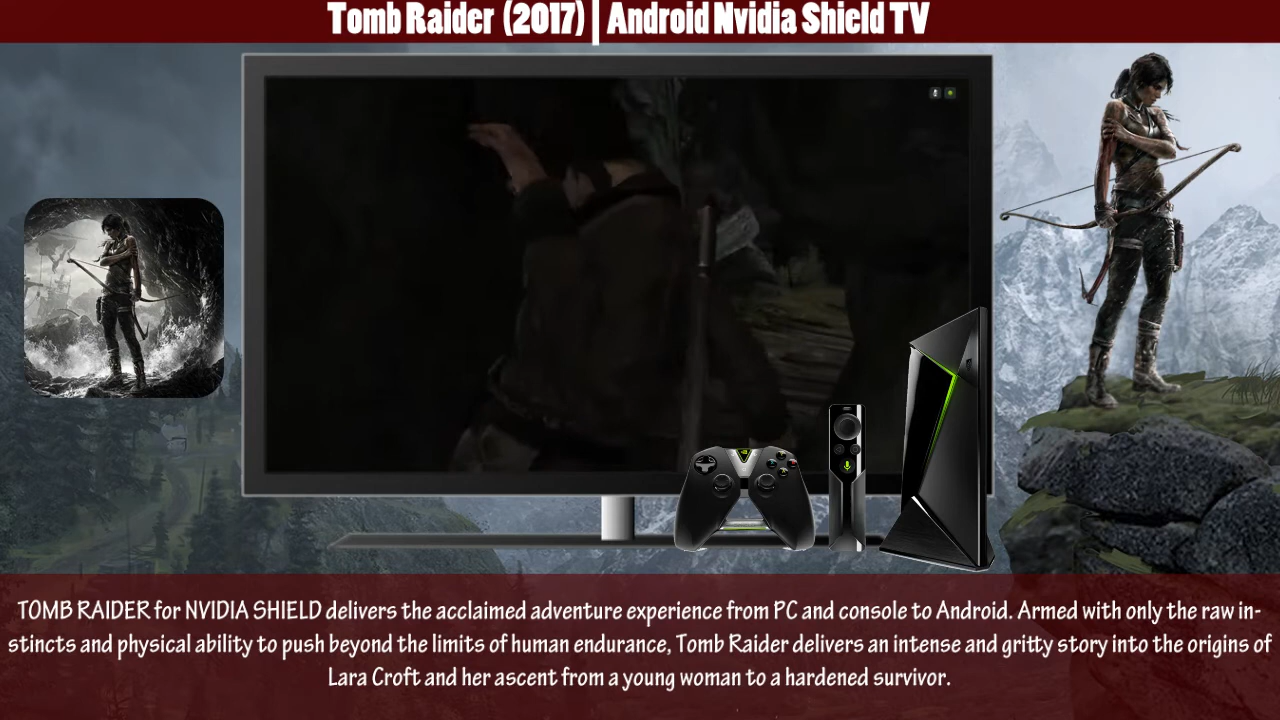 Tomb Raider (2017) | Android Nvidia Shield TV
TOMB RAIDER for NVIDIA SHIELD delivers the acclaimed adventure experience from PC and console to Android. Armed with only the raw in-
stincts and physical ability to push beyond the limits of human endurance, Tomb Raider delivers an intense and gritty story into the origins of
Lara Croft and her ascent from a young woman to a hardened survivor.